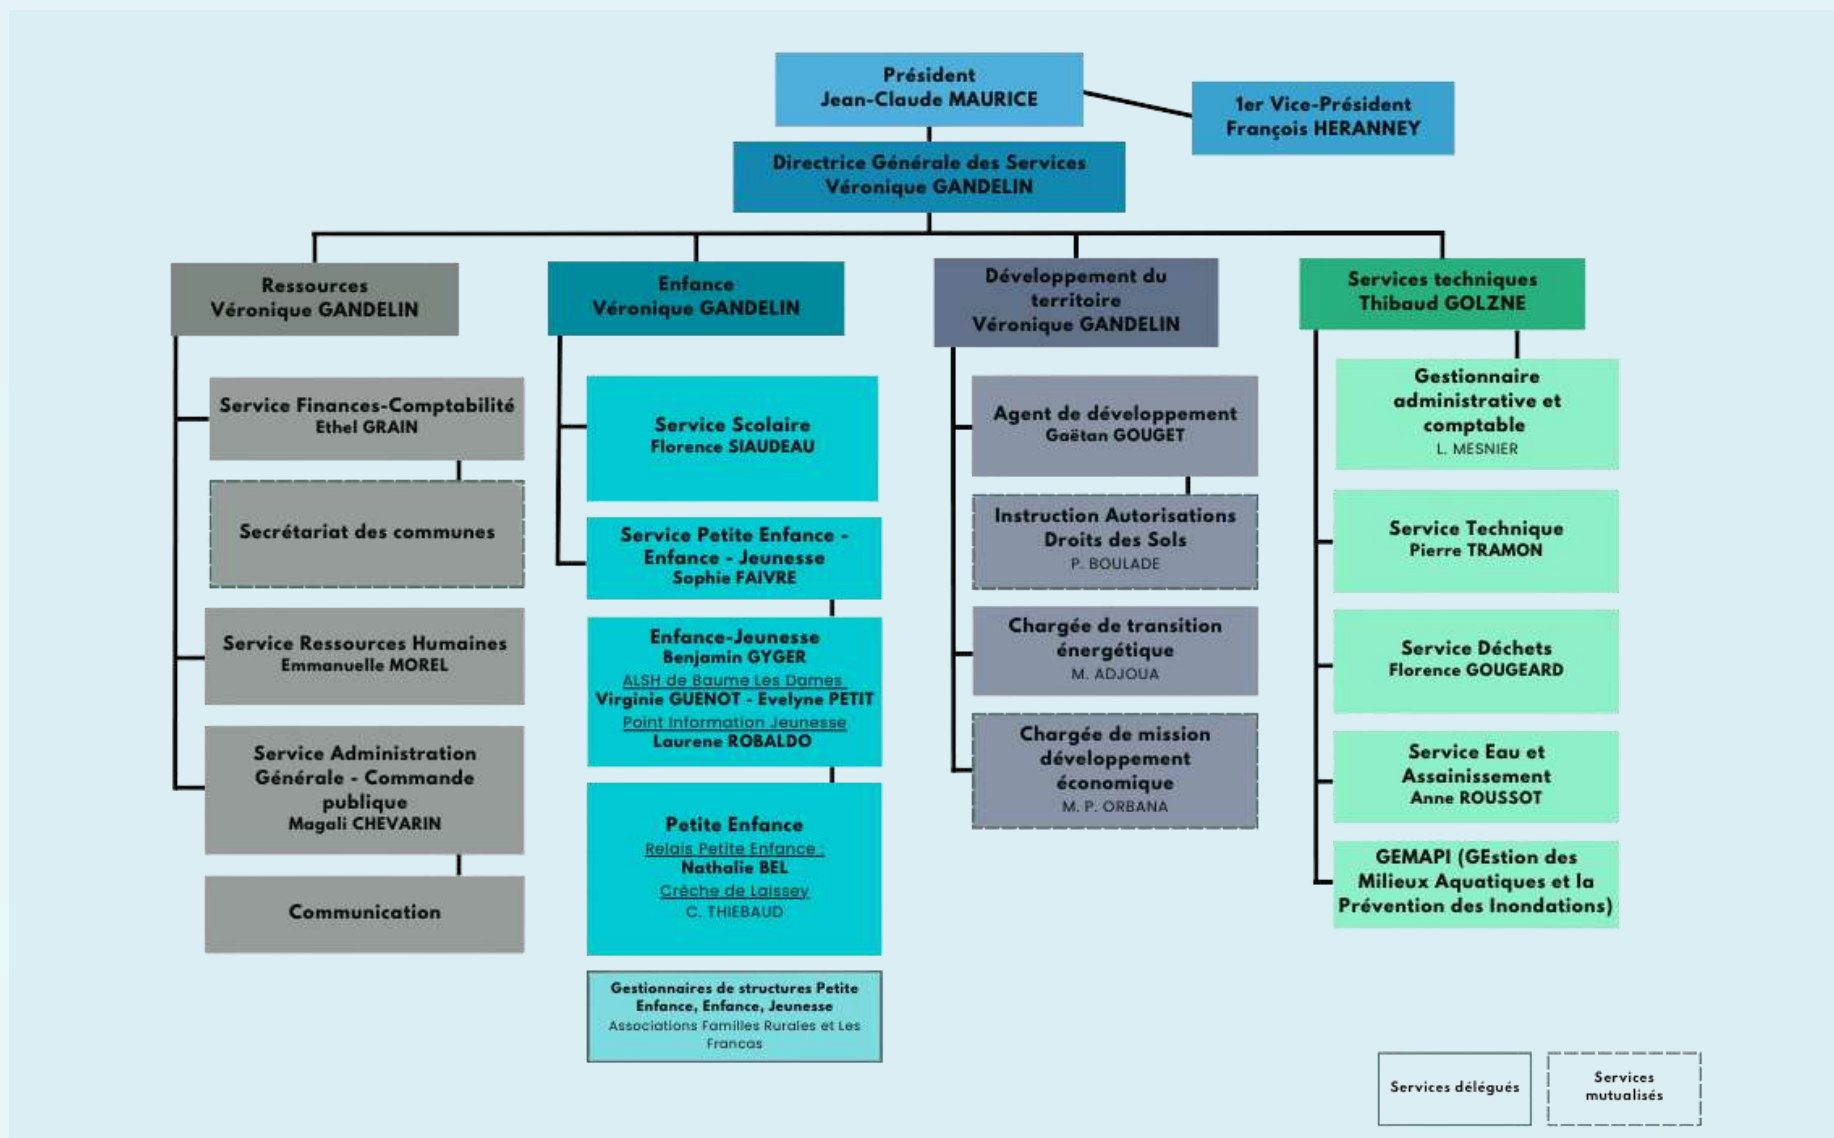 Président
Jean-Claude MAURICE
1er Vice-Président
François HERANNEY
Directrice Générale des Services
Véronique GANDELIN
Ressources
Véronique GANDELIN
Service Finances-Comptabilité
Ethel GRAIN
Secrétariat des communes
Service Ressources Humaines
Emmanuelle MOREL
Service Administration
Générale - Commande
publique
Magali CHEVARIN
Communication
Enfance
Véronique GANDELIN
Service Scolaire
Florence SIAUDEAU
Service Petite Enfance -
Enfance - Jeunesse
Sophie FAIVRE
Enfance-Jeunesse
Benjamin GYGER
ALSH de Baume Les Dames
Virginie GUENOT - Evelyne PETIT
Point Information Jeunesse
Laurene ROBALDO
Petite Enfance
Relais Petite Enfance :
Nathalie BEL
Crêche de Laissey
C. THIEBAUD
Gestionnaires de structures Petite
Enfance, Enfance, Jeunesse
Associations Familles Rurales et Les
Francas
Développement du
territoire
Véronique GANDELIN
Agent de développement
Gaëtan GOUGET
Instruction Autorisations
Droits des Sols
P. BOULADE
Chargée de transition
énergétique
M. ADJOUA
Chargée de mission
développement
économique
M. P. ORBANA
Services techniques
Thibaud GOLZNE
Gestionnaire
administrative et
comptable
L. MESNIER
Service Technique
Pierre TRAMON
Service Déchets
Florence GOUGEARD
Service Eau et
Assainissement
Anne ROUSSOT
GEMAPI (GEstion des
Milieux Aquatiques et la
Prévention des Inondations)
Services délégués
Services
mutualisés